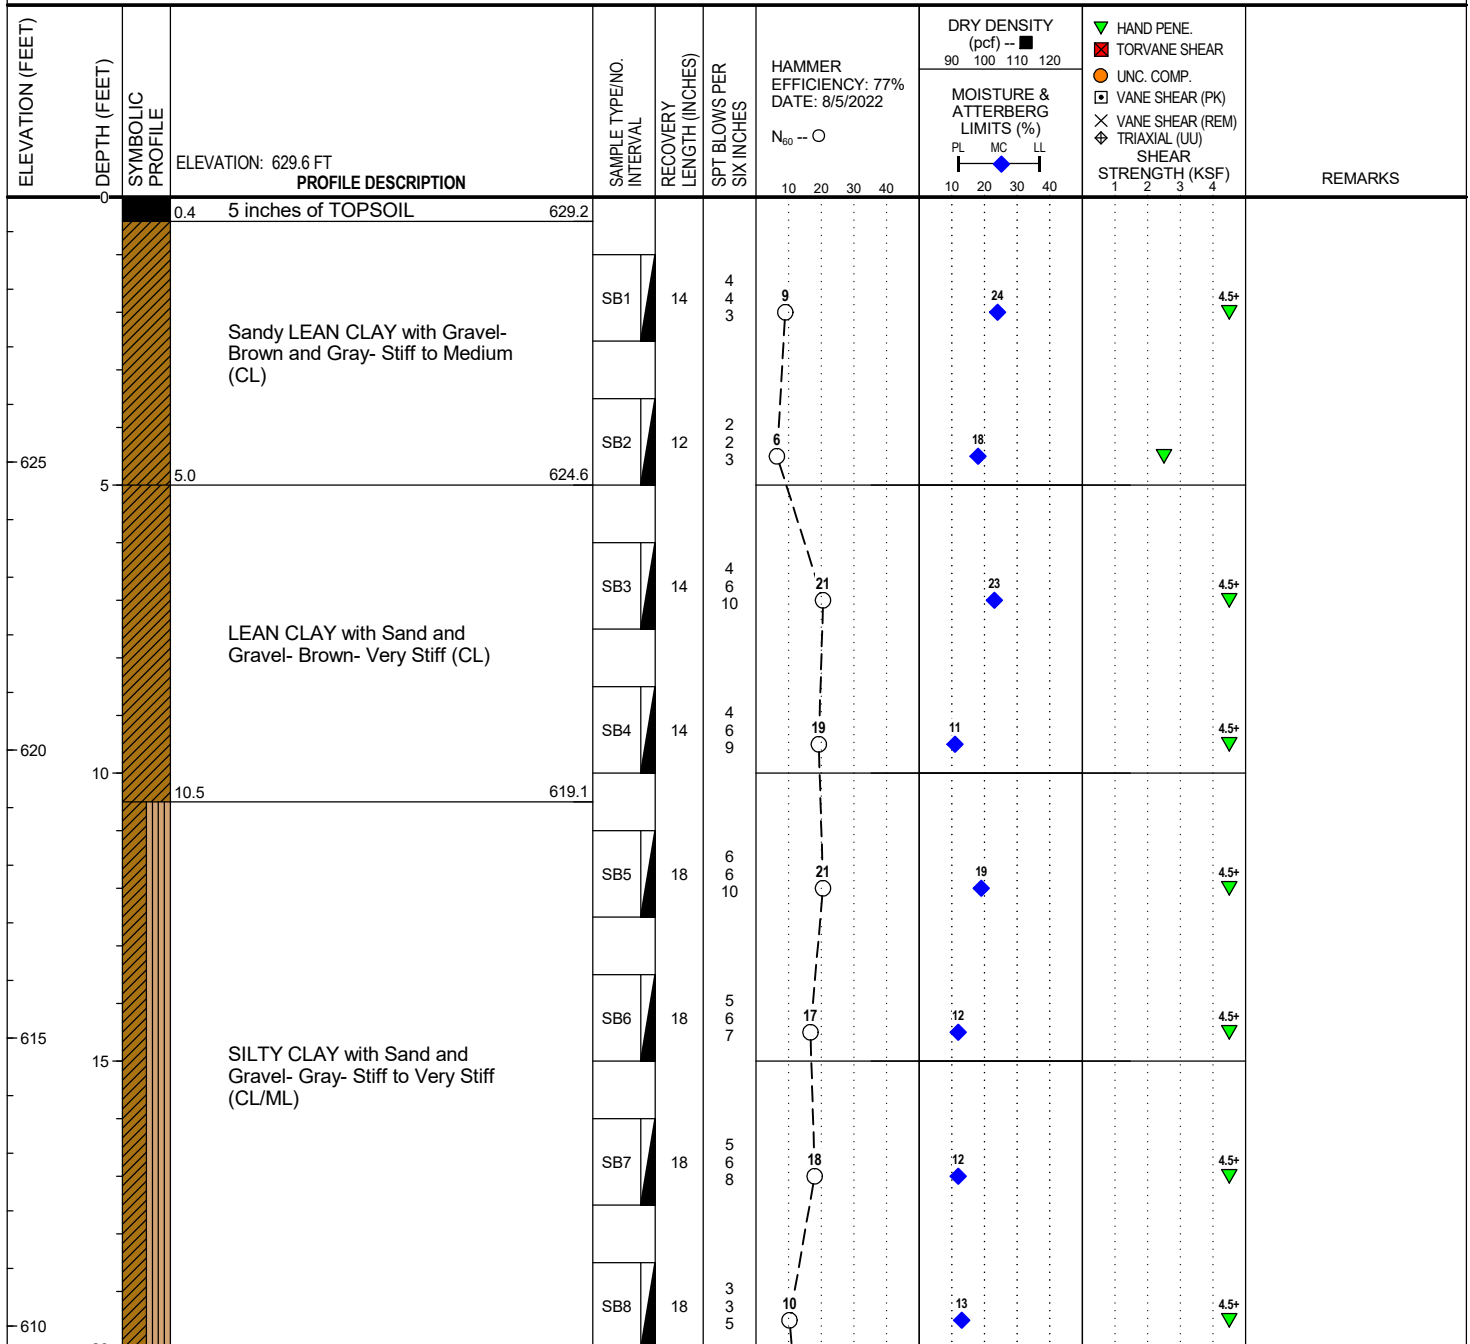 ELEVATION (FEET)
DEPTH (FEET)
SYMBOLIC
PROFILE
ELEVATION: 629.6 FT
PROFILE DESCRIPTION
SAMPLE TYPE/NO.
INTERVAL
RECOVERY
LENGTH (INCHES)
SPT BLOWS PER
SIX INCHES
HAMMER
EFFICIENCY: 77%
DATE: 8/5/2022
N60 --
10 20 30 40
DRY DENSITY
(pcf) --
90 100 110 120
MOISTURE &
ATTERBERG
LIMITS (%)
PL MC LL
10 20 30 40
HAND PENE.
TORVANE SHEAR
UNC. COMP.
VANE SHEAR (PK)
VANE SHEAR (REM)
TRIAXIAL (UU)
SHEAR
STRENGTH (KSF)
1 2 3 4
REMARKS
0
0.4 5 inches of TOPSOIL 629.2
SB1 14
4
4
3
9 24 4.5+
Sandy LEAN CLAY with Gravel-
Brown and Gray- Stiff to Medium
(CL)
SB2 12
2
2
3
6 18
625
5.0 624.6
5
SB3 14
4
6
10
21 23 4.5+
LEAN CLAY with Sand and
Gravel- Brown- Very Stiff (CL)
SB4 14
4
6
9
19 11 4.5+
620
10
10.5 619.1
SB5 18
6
6
10
21 19 4.5+
SB6 18
5
6
7
17 12 4.5+
615
15
SILTY CLAY with Sand and
Gravel- Gray- Stiff to Very Stiff
(CL/ML)
SB7 18
5
6
8
18 12 4.5+
SB8 18
3
3
5
10 13 4.5+
610